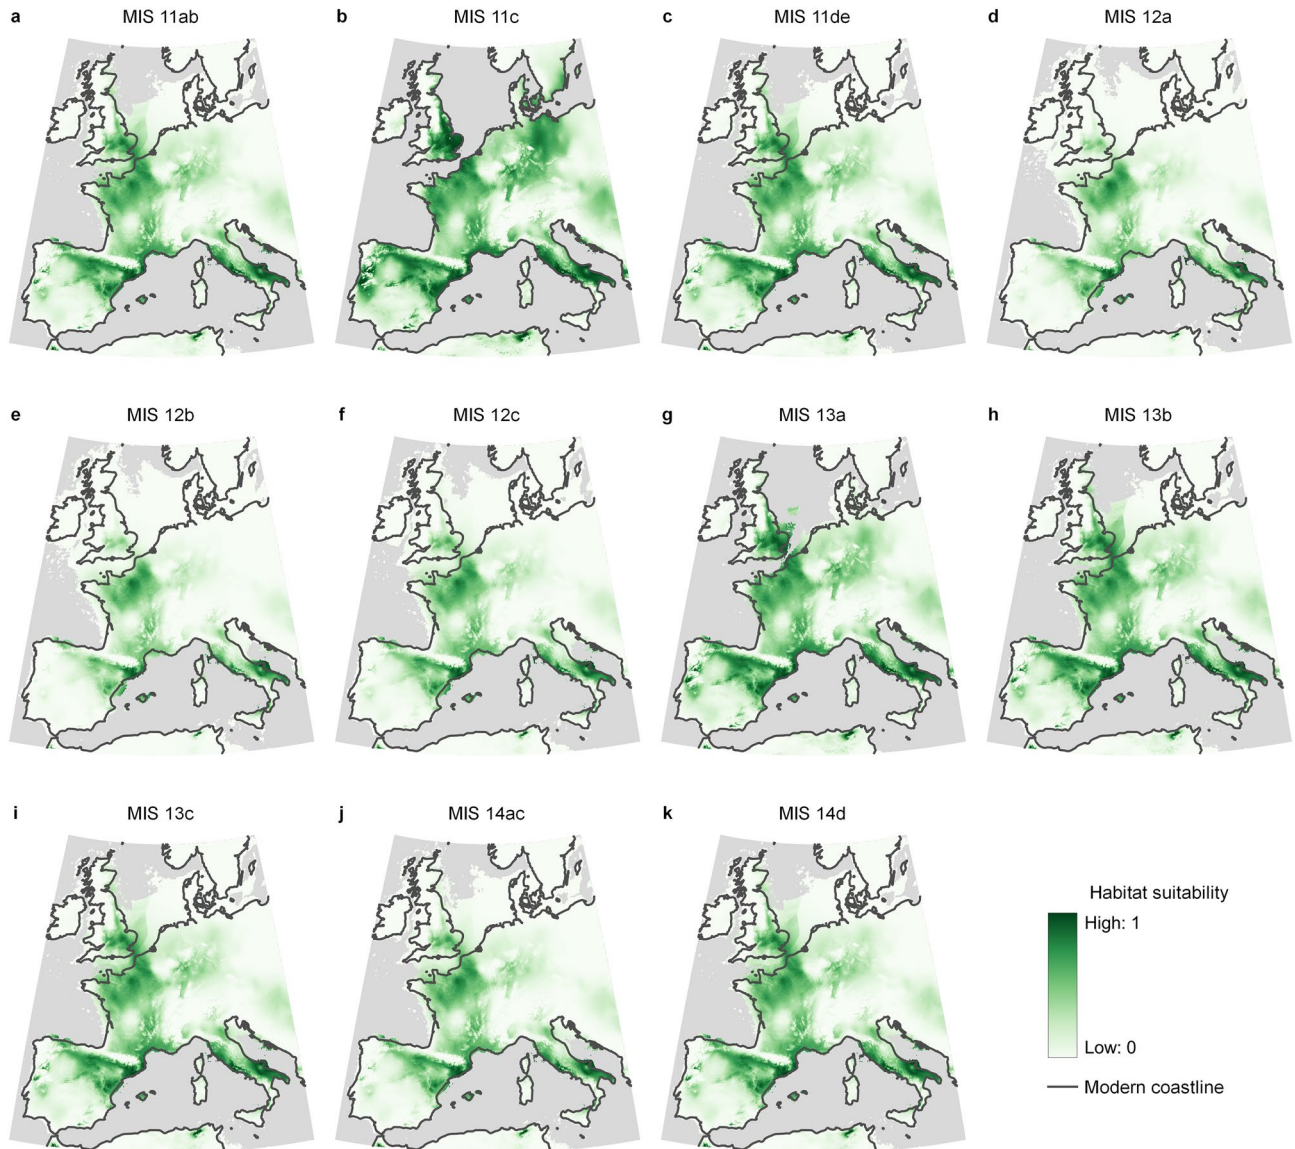 a MIS 11ab
b MIS 11c
c MIS 11de
d MIS 12a
e MIS 12b
f MIS 12c
g MIS 13a
h MIS 13b
i MIS 13c
j MIS 14ac
k MIS 14d
Habitat suitability
High: 1
Low: 0
Modern coastline